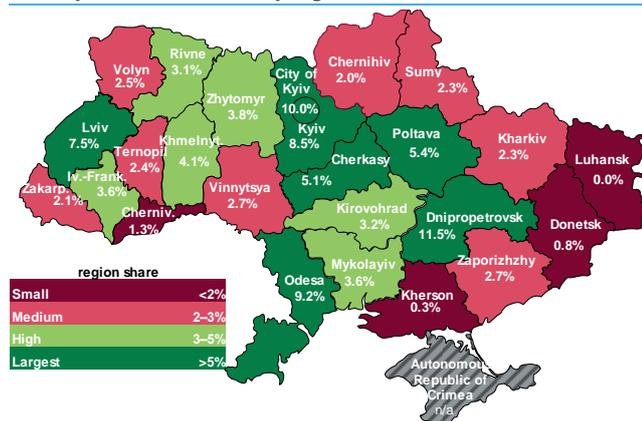 Volyn
2.5%
Rivne
3.1%
Zhytomyr
3.8%
City of
Kyiv
10.0%
Kyiv
8.5%
Chernihiv
2.0%
Sumy
2.3%
Lviv
7.5%
Ternopil
2.4%
Khmelnyt.
4.1%
Vinnytsya
2.7%
Cherkasy
5.1%
Poltava
5.4%
Kharkiv
2.3%
Luhansk
0.0%
Zakarp.
2.1%
Iv.-Frank.
3.6%
Cherniv.
1.3%
Kirovohrad
3.2%
Dnipropetrovsk
11.5%
Donetsk
0.8%
Zaporizhzhy
2.7%
Mykolayiv
3.6%
Odesa
9.2%
Kherson
0.3%
Autonomou
Republic of
Crimea
n/a
region share
Small <2%
Medium 2–3%
High 3–5%
Largest >5%